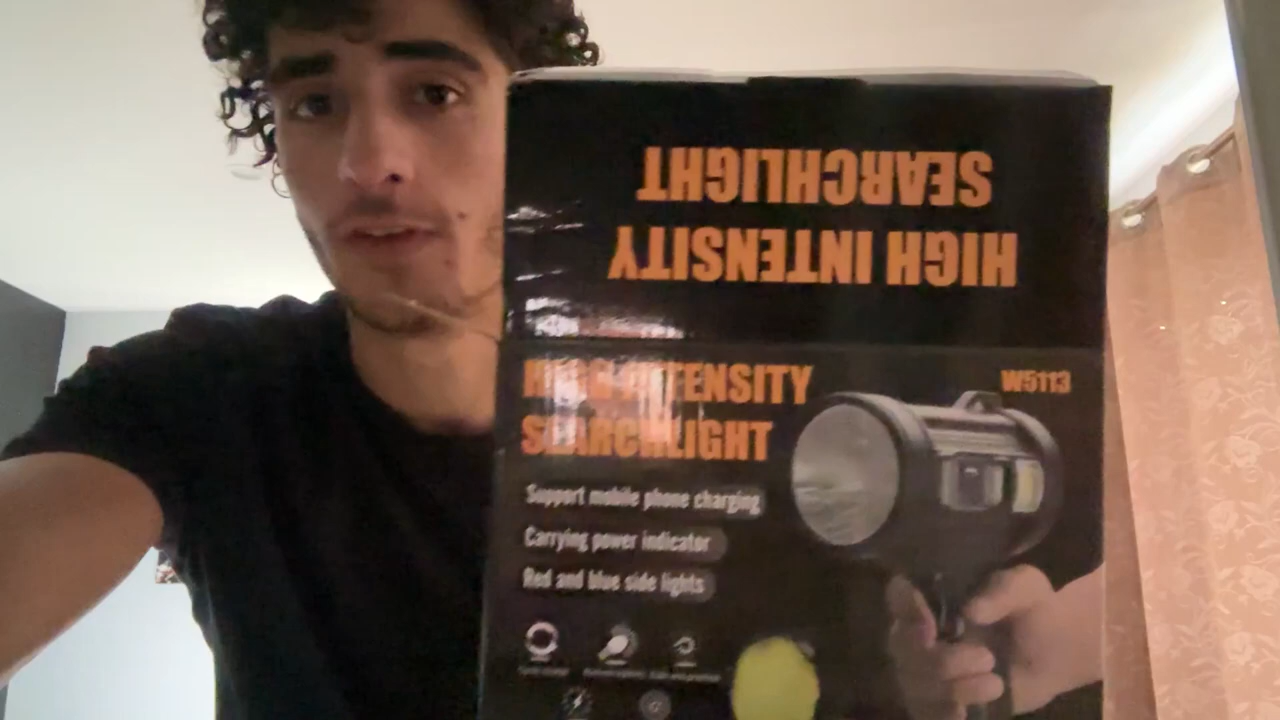 HIGH INTENSITY
SEARCHLIGHT
HIGH INTENSITY
SEARCHLIGHT
W5113
Support mobile phone charging
Carrying power indicator
Red and blue side lights